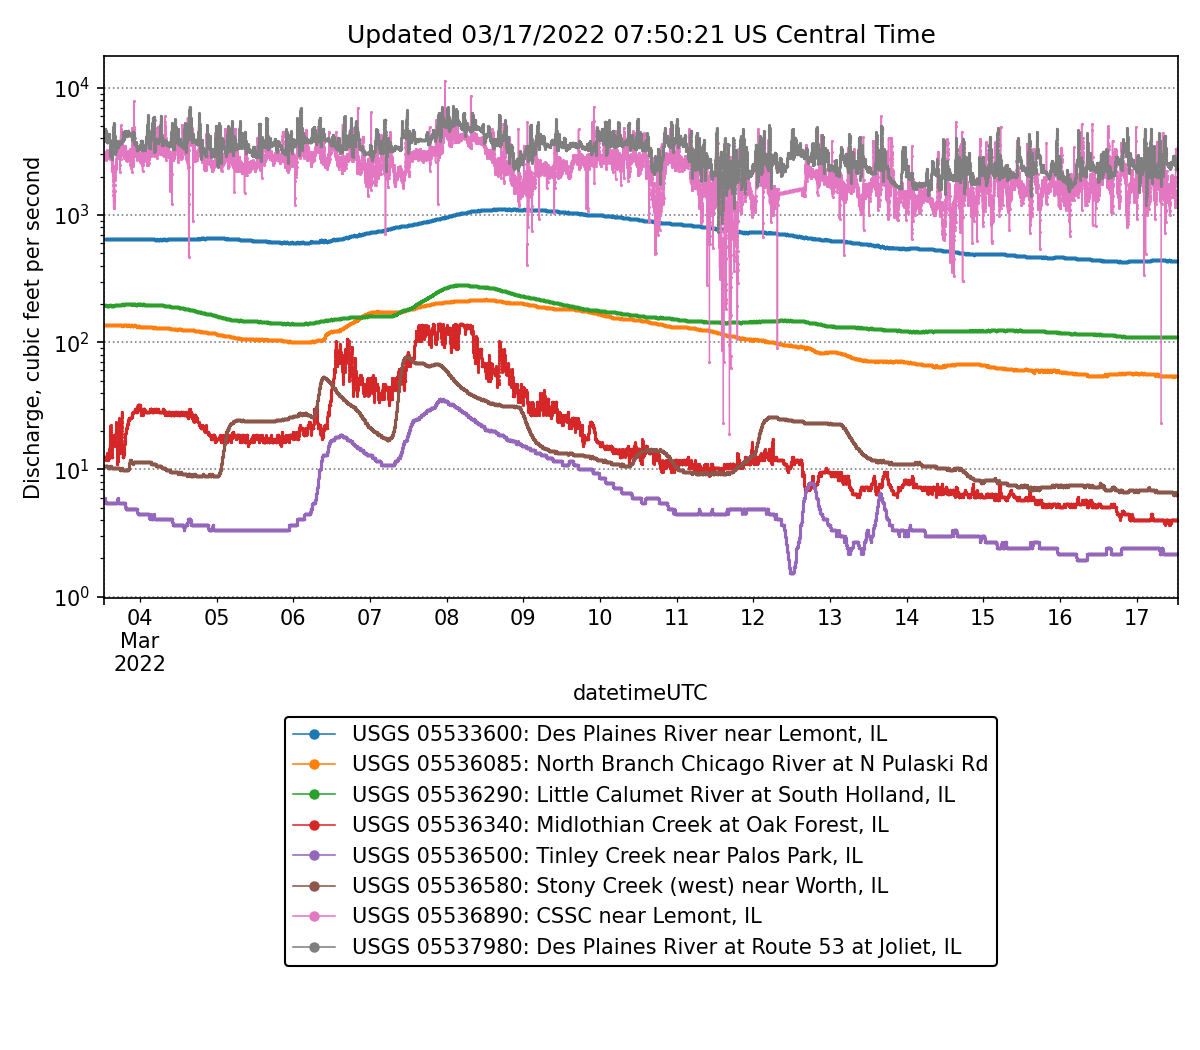 Updated 03/17/2022 07:50:21 US Central Time
Discharge, cubic feet per second
10^4
10^3
10^2
10^1
10^0
04 05 06 07 08 09 10 11 12 13 14 15 16 17
Mar
2022
datetimeUTC
USGS 05533600: Des Plaines River near Lemont, IL
USGS 05536085: North Branch Chicago River at N Pulaski Rd
USGS 05536290: Little Calumet River at South Holland, IL
USGS 05536340: Midlothian Creek at Oak Forest, IL
USGS 05536500: Tinley Creek near Palos Park, IL
USGS 05536580: Stony Creek (west) near Worth, IL
USGS 05536890: CSSC near Lemont, IL
USGS 05537980: Des Plaines River at Route 53 at Joliet, IL